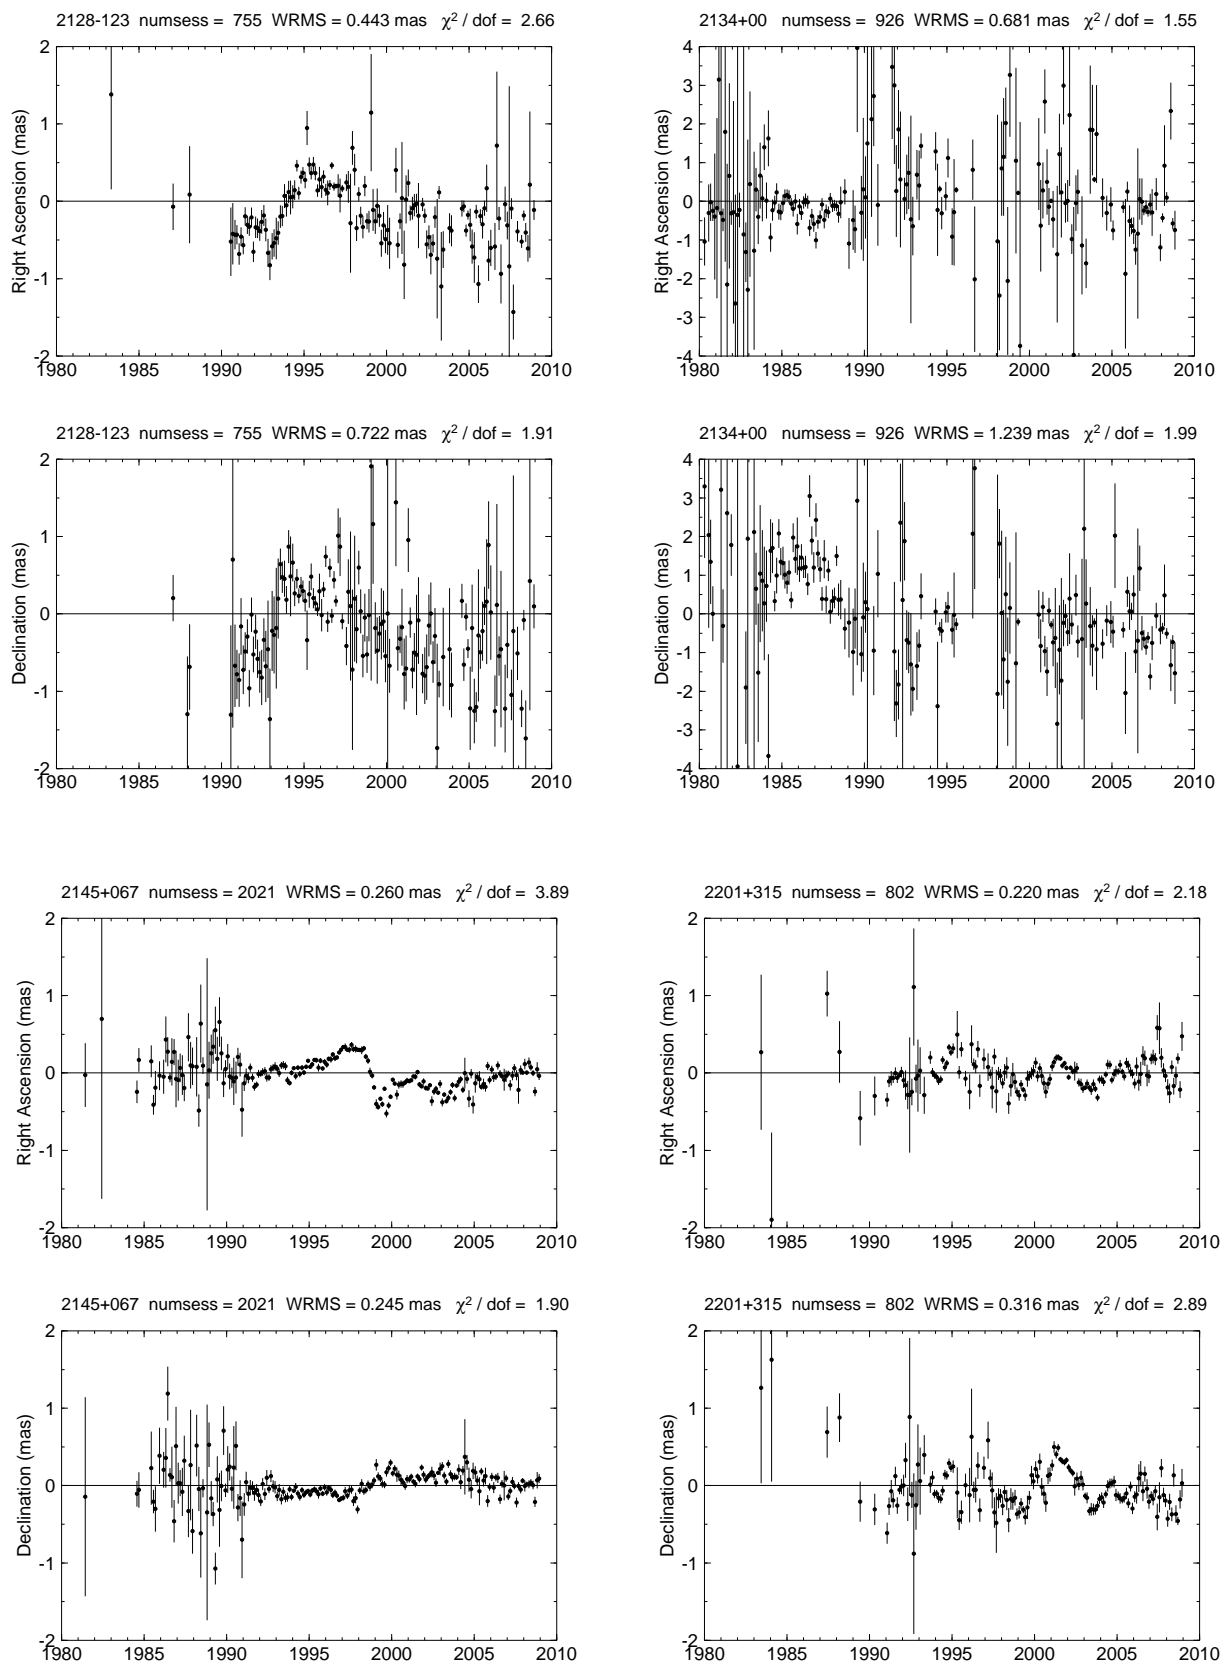 2128-123 numsess = 755 WRMS = 0.443 mas χ² / dof = 2.66
Right Ascension (mas)
2
1
0
-1
-2
1980 1985 1990 1995 2000 2005 2010
2134+00 numsess = 926 WRMS = 0.681 mas χ² / dof = 1.55
Right Ascension (mas)
4
3
2
1
0
-1
-2
-3
-4
1980 1985 1990 1995 2000 2005 2010
2128-123 numsess = 755 WRMS = 0.722 mas χ² / dof = 1.91
Declination (mas)
2
1
0
-1
-2
1980 1985 1990 1995 2000 2005 2010
2134+00 numsess = 926 WRMS = 1.239 mas χ² / dof = 1.99
Declination (mas)
4
3
2
1
0
-1
-2
-3
-4
1980 1985 1990 1995 2000 2005 2010
2145+067 numsess = 2021 WRMS = 0.260 mas χ² / dof = 3.89
Right Ascension (mas)
2
1
0
-1
-2
1980 1985 1990 1995 2000 2005 2010
2201+315 numsess = 802 WRMS = 0.220 mas χ² / dof = 2.18
Right Ascension (mas)
2
1
0
-1
-2
1980 1985 1990 1995 2000 2005 2010
2145+067 numsess = 2021 WRMS = 0.245 mas χ² / dof = 1.90
Declination (mas)
2
1
0
-1
-2
1980 1985 1990 1995 2000 2005 2010
2201+315 numsess = 802 WRMS = 0.316 mas χ² / dof = 2.89
Declination (mas)
2
1
0
-1
-2
1980 1985 1990 1995 2000 2005 2010